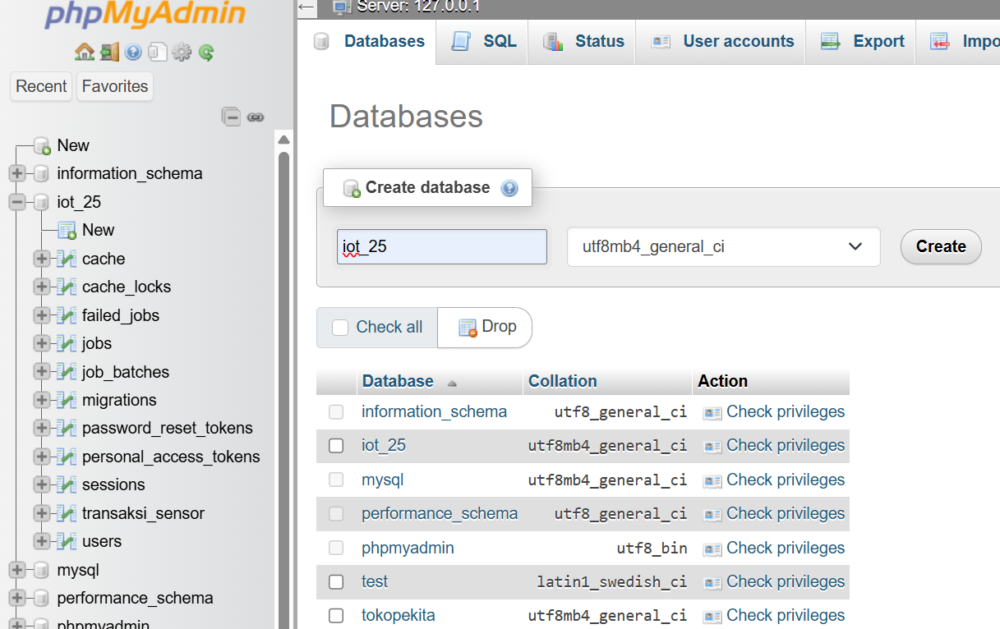 phpMyAdmin
Recent Favorites
New
information_schema
iot_25
New
cache
cache_locks
failed_jobs
jobs
job_batches
migrations
password_reset_tokens
personal_access_tokens
sessions
transaksi_sensor
users
mysql
performance_schema
phpmyadmin
Server: 127.0.0.1
Databases SQL Status User accounts Export Impo
Databases
Create database
iot_25 utf8mb4_general_ci Create
Check all Drop
Database Collation Action
information_schema utf8_general_ci Check privileges
iot_25 utf8mb4_general_ci Check privileges
mysql utf8mb4_general_ci Check privileges
performance_schema utf8_general_ci Check privileges
phpmyadmin utf8_bin Check privileges
test latin1_swedish_ci Check privileges
tokopekita utf8mb4_general_ci Check privileges